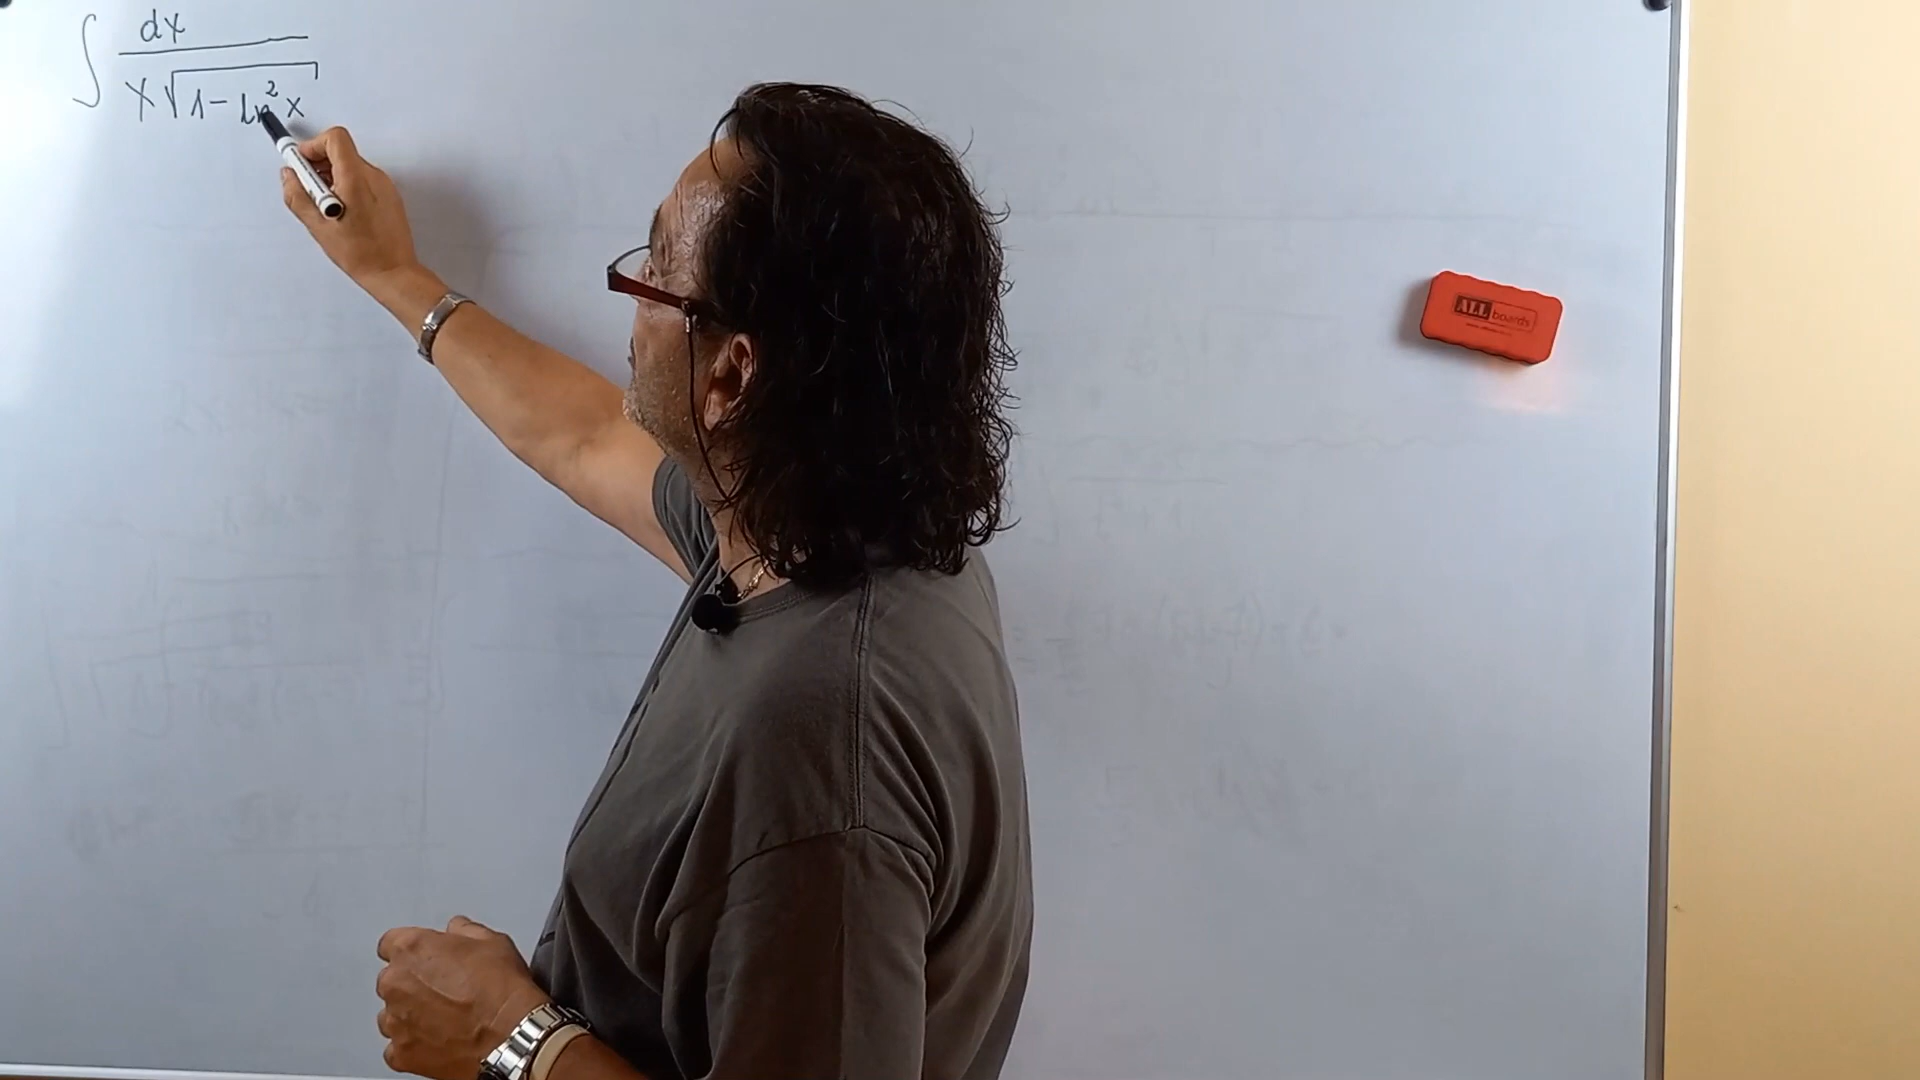 ∫ dx / x√(1 - ln²x)
ALL boards